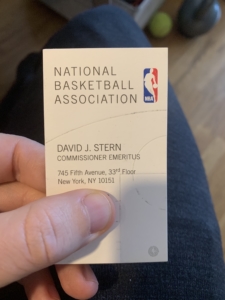 NATIONAL
BASKETBALL
ASSOCIATION
NBA
DAVID J. STERN
COMMISSIONER EMERITUS
745 Fifth Avenue, 33rd Floor
New York, NY 10151